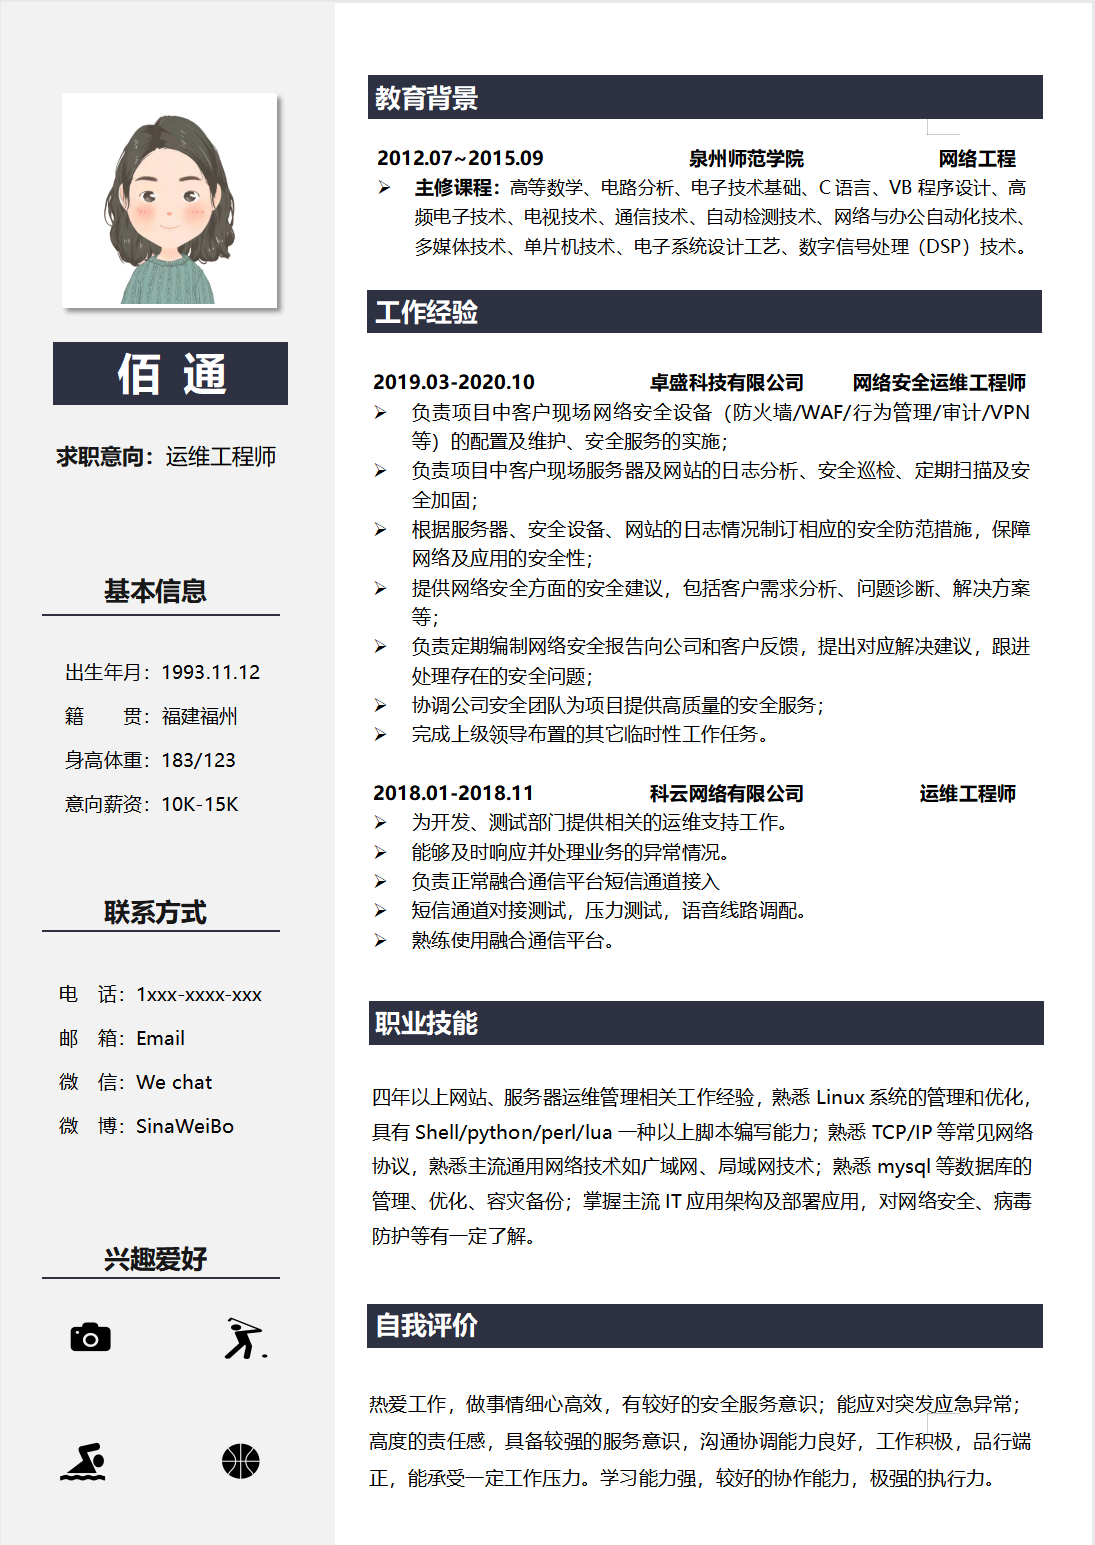 佰 通
求职意向：运维工程师
基本信息
出生年月：1993.11.12
籍　　贯：福建福州
身高体重：183/123
意向薪资：10K-15K
联系方式
电　话：1xxx-xxxx-xxx
邮　箱：Email
微　信：We chat
微　博：SinaWeiBo
兴趣爱好
教育背景
2012.07~2015.09 泉州师范学院 网络工程
主修课程：高等数学、电路分析、电子技术基础、C 语言、VB 程序设计、高
频电子技术、电视技术、通信技术、自动检测技术、网络与办公自动化技术、
多媒体技术、单片机技术、电子系统设计工艺、数字信号处理（DSP）技术。
工作经验
2019.03-2020.10 卓盛科技有限公司 网络安全运维工程师
负责项目中客户现场网络安全设备（防火墙/WAF/行为管理/审计/VPN
等）的配置及维护、安全服务的实施；
负责项目中客户现场服务器及网站的日志分析、安全巡检、定期扫描及安
全加固；
根据服务器、安全设备、网站的日志情况制订相应的安全防范措施，保障
网络及应用的安全性；
提供网络安全方面的安全建议，包括客户需求分析、问题诊断、解决方案
等；
负责定期编制网络安全报告向公司和客户反馈，提出对应解决建议，跟进
处理存在的安全问题；
协调公司安全团队为项目提供高质量的安全服务；
完成上级领导布置的其它临时性工作任务。
2018.01-2018.11 科云网络有限公司 运维工程师
为开发、测试部门提供相关的运维支持工作。
能够及时响应并处理业务的异常情况。
负责正常融合通信平台短信通道接入
短信通道对接测试，压力测试，语音线路调配。
熟练使用融合通信平台。
职业技能
四年以上网站、服务器运维管理相关工作经验，熟悉 Linux 系统的管理和优化，
具有 Shell/python/perl/lua 一种以上脚本编写能力；熟悉 TCP/IP 等常见网络
协议，熟悉主流通用网络技术如广域网、局域网技术；熟悉 mysql 等数据库的
管理、优化、容灾备份；掌握主流 IT 应用架构及部署应用，对网络安全、病毒
防护等有一定了解。
自我评价
热爱工作，做事情细心高效，有较好的安全服务意识；能应对突发应急异常；
高度的责任感，具备较强的服务意识，沟通协调能力良好，工作积极，品行端
正，能承受一定工作压力。学习能力强，较好的协作能力，极强的执行力。